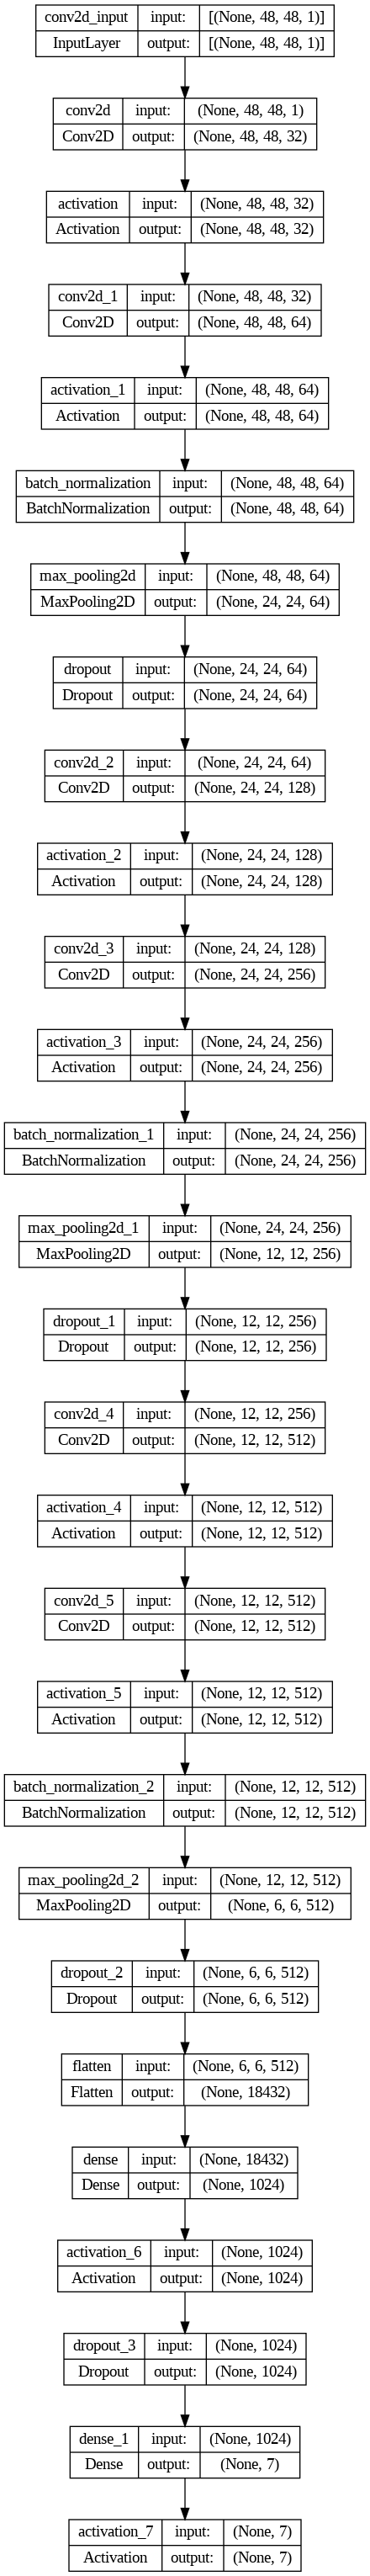 conv2d_input input: [(None, 48, 48, 1)]
InputLayer output: [(None, 48, 48, 1)]
conv2d input: (None, 48, 48, 1)
Conv2D output: (None, 48, 48, 32)
activation input: (None, 48, 48, 32)
Activation output: (None, 48, 48, 32)
conv2d_1 input: (None, 48, 48, 32)
Conv2D output: (None, 48, 48, 64)
activation_1 input: (None, 48, 48, 64)
Activation output: (None, 48, 48, 64)
batch_normalization input: (None, 48, 48, 64)
BatchNormalization output: (None, 48, 48, 64)
max_pooling2d input: (None, 48, 48, 64)
MaxPooling2D output: (None, 24, 24, 64)
dropout input: (None, 24, 24, 64)
Dropout output: (None, 24, 24, 64)
conv2d_2 input: (None, 24, 24, 64)
Conv2D output: (None, 24, 24, 128)
activation_2 input: (None, 24, 24, 128)
Activation output: (None, 24, 24, 128)
conv2d_3 input: (None, 24, 24, 128)
Conv2D output: (None, 24, 24, 256)
activation_3 input: (None, 24, 24, 256)
Activation output: (None, 24, 24, 256)
batch_normalization_1 input: (None, 24, 24, 256)
BatchNormalization output: (None, 24, 24, 256)
max_pooling2d_1 input: (None, 24, 24, 256)
MaxPooling2D output: (None, 12, 12, 256)
dropout_1 input: (None, 12, 12, 256)
Dropout output: (None, 12, 12, 256)
conv2d_4 input: (None, 12, 12, 256)
Conv2D output: (None, 12, 12, 512)
activation_4 input: (None, 12, 12, 512)
Activation output: (None, 12, 12, 512)
conv2d_5 input: (None, 12, 12, 512)
Conv2D output: (None, 12, 12, 512)
activation_5 input: (None, 12, 12, 512)
Activation output: (None, 12, 12, 512)
batch_normalization_2 input: (None, 12, 12, 512)
BatchNormalization output: (None, 12, 12, 512)
max_pooling2d_2 input: (None, 12, 12, 512)
MaxPooling2D output: (None, 6, 6, 512)
dropout_2 input: (None, 6, 6, 512)
Dropout output: (None, 6, 6, 512)
flatten input: (None, 6, 6, 512)
Flatten output: (None, 18432)
dense input: (None, 18432)
Dense output: (None, 1024)
activation_6 input: (None, 1024)
Activation output: (None, 1024)
dropout_3 input: (None, 1024)
Dropout output: (None, 1024)
dense_1 input: (None, 1024)
Dense output: (None, 7)
activation_7 input: (None, 7)
Activation output: (None, 7)